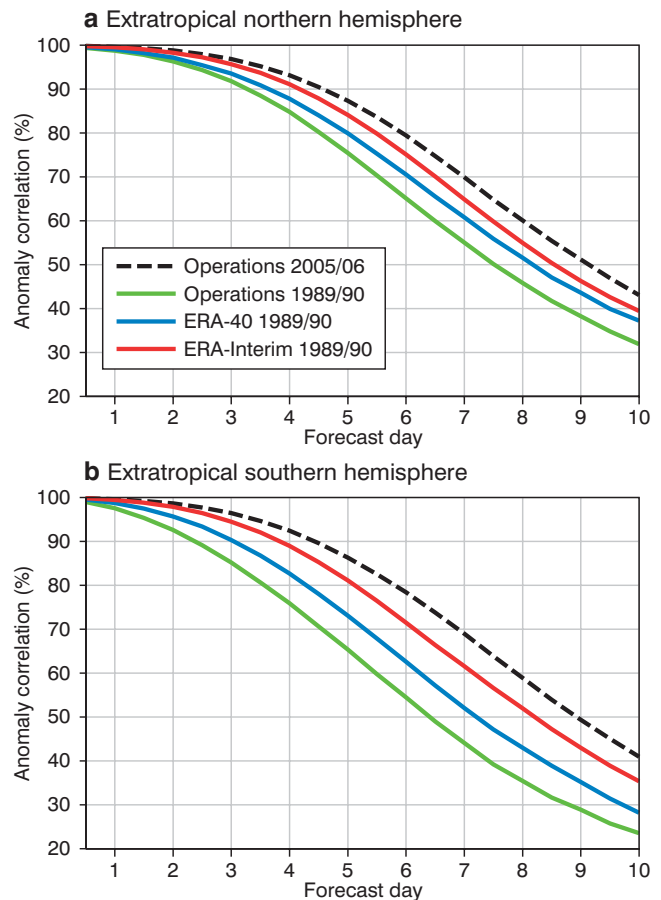 a Extratropical northern hemisphere
100
90
80
70
60
50
40
30
20
Anomaly correlation (%)
Operations 2005/06
Operations 1989/90
ERA-40 1989/90
ERA-Interim 1989/90
1 2 3 4 5 6 7 8 9 10
Forecast day
b Extratropical southern hemisphere
100
90
80
70
60
50
40
30
20
Anomaly correlation (%)
1 2 3 4 5 6 7 8 9 10
Forecast day